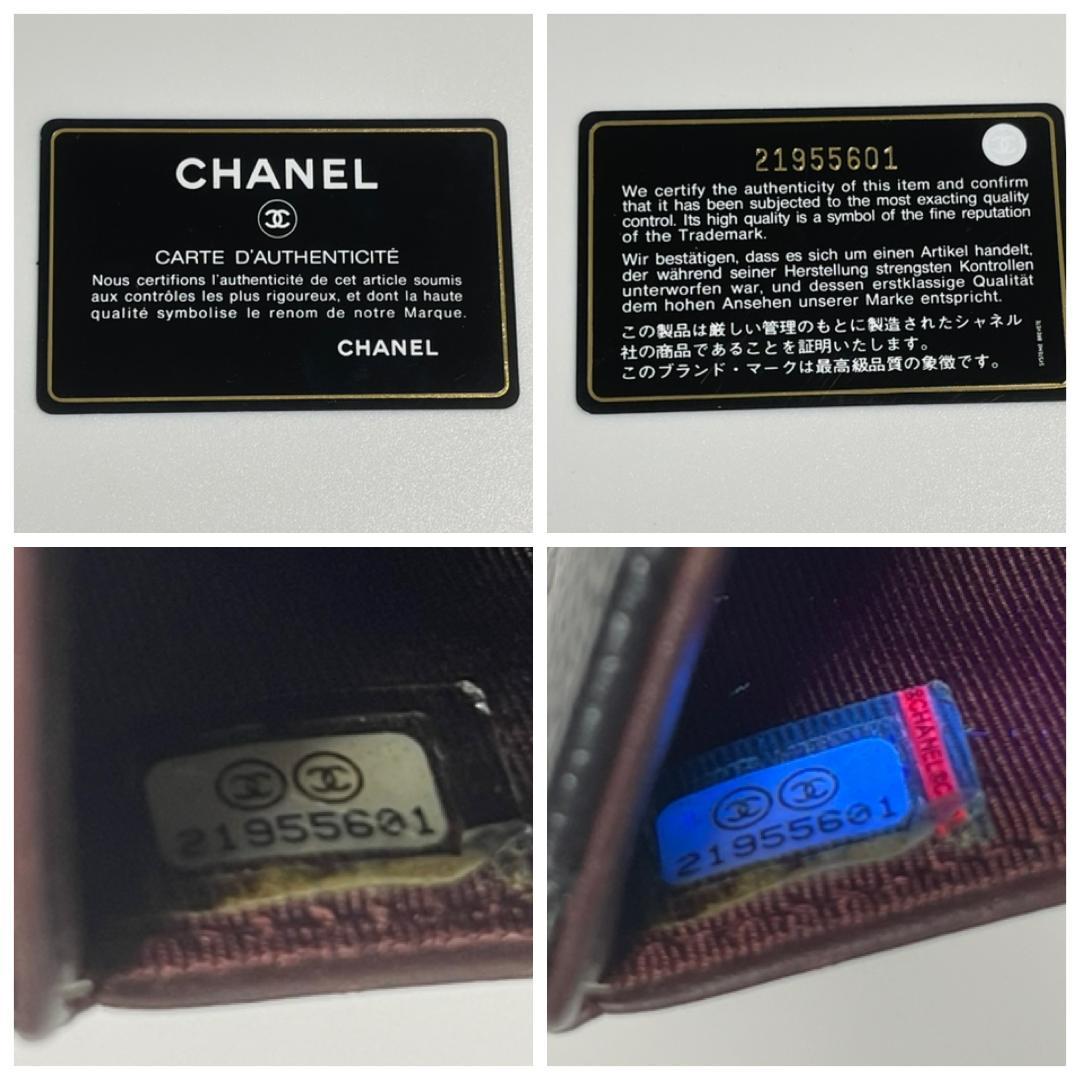 CHANEL
CARTE D'AUTHENTICITÉ
Nous certifions l'authenticité de cet article soumis
aux contrôles les plus rigoureux, et dont la haute
qualité symbolise le renom de notre Marque.
CHANEL
21955601
We certify the authenticity of this item and confirm
that it has been subjected to the most exacting quality
control. Its high quality is a symbol of the fine reputation
of the Trademark.
Wir bestätigen, dass es sich um einen Artikel handelt,
der während seiner Herstellung strengsten Kontrollen
unterworfen war, und dessen erstklassige Qualität
dem hohen Ansehen unserer Marke entspricht.
この製品は厳しい管理のもとに製造されたシャネル
社の商品であることを証明いたします。
このブランド・マークは最高級品質の象徴です。
21955601
21955601
CHANEL